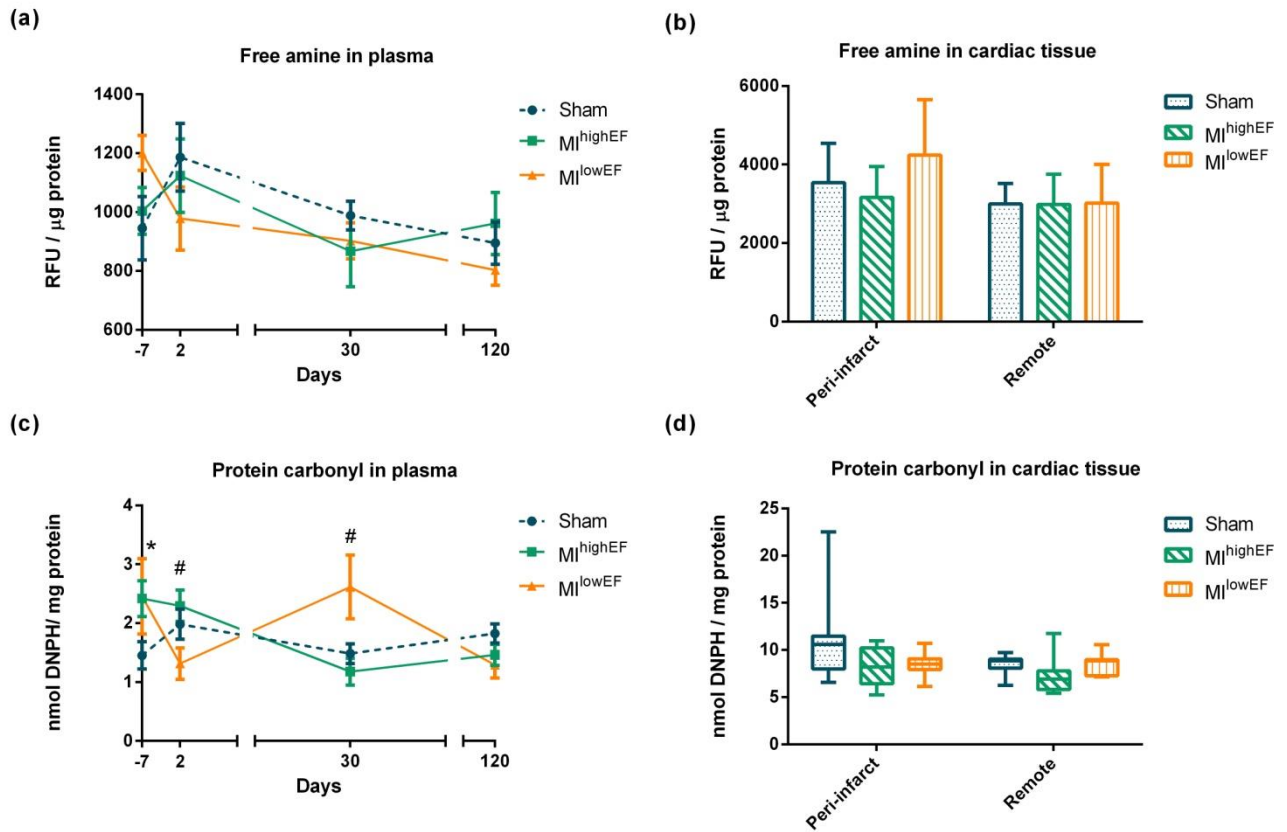 (a)
Free amine in plasma
RFU / μg protein
1400
1200
1000
800
600
-7 2 30 120
Days
Sham
MI^highEF
MI^lowEF
(b)
Free amine in cardiac tissue
RFU / μg protein
6000
4000
2000
0
Peri-infarct
Remote
Sham
MI^highEF
MI^lowEF
(c)
Protein carbonyl in plasma
nmol DNPH/ mg protein
4
3
2
1
0
*
#
#
-7 2 30 120
Days
Sham
MI^highEF
MI^lowEF
(d)
Protein carbonyl in cardiac tissue
nmol DNPH / mg protein
25
20
15
10
5
0
Peri-infarct
Remote
Sham
MI^highEF
MI^lowEF